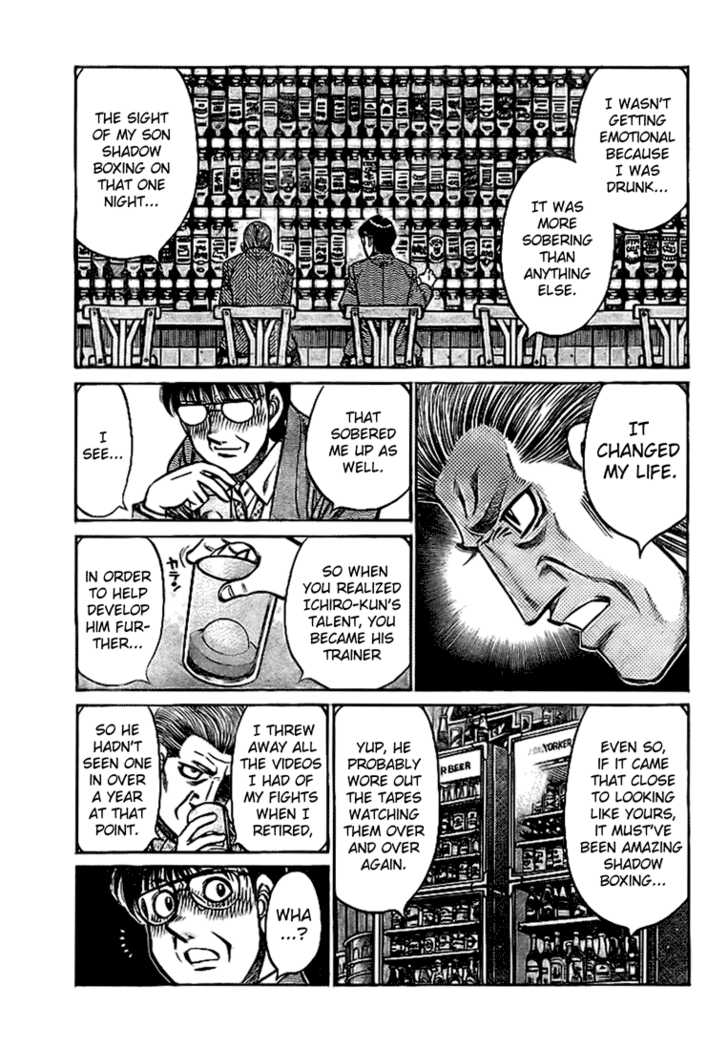 I WASN'T
GETTING
EMOTIONAL
BECAUSE
I WAS
DRUNK...
IT WAS
MORE
SOBERING
THAN
ANYTHING
ELSE.
THE SIGHT
OF MY SON
SHADOW
BOXING ON
THAT ONE
NIGHT...
IT
CHANGED
MY LIFE.
THAT
SOBERED
ME UP AS
WELL.
I
SEE...
SO WHEN
YOU REALIZED
ICHIRO-KUN'S
TALENT, YOU
BECAME HIS
TRAINER
カラン
IN ORDER
TO HELP
DEVELOP
HIM FUR-
THER...
EVEN SO,
IF IT CAME
THAT CLOSE
TO LOOKING
LIKE YOURS,
IT MUST'VE
BEEN AMAZING
SHADOW
BOXING...
YORKER
BEER
YUP, HE
PROBABLY
WORE OUT
THE TAPES
WATCHING
THEM OVER
AND OVER
AGAIN.
I THREW
AWAY ALL
THE VIDEOS
I HAD OF
MY FIGHTS
WHEN I
RETIRED,
SO HE
HADN'T
SEEN ONE
IN OVER
A YEAR
AT THAT
POINT.
WHA
...?